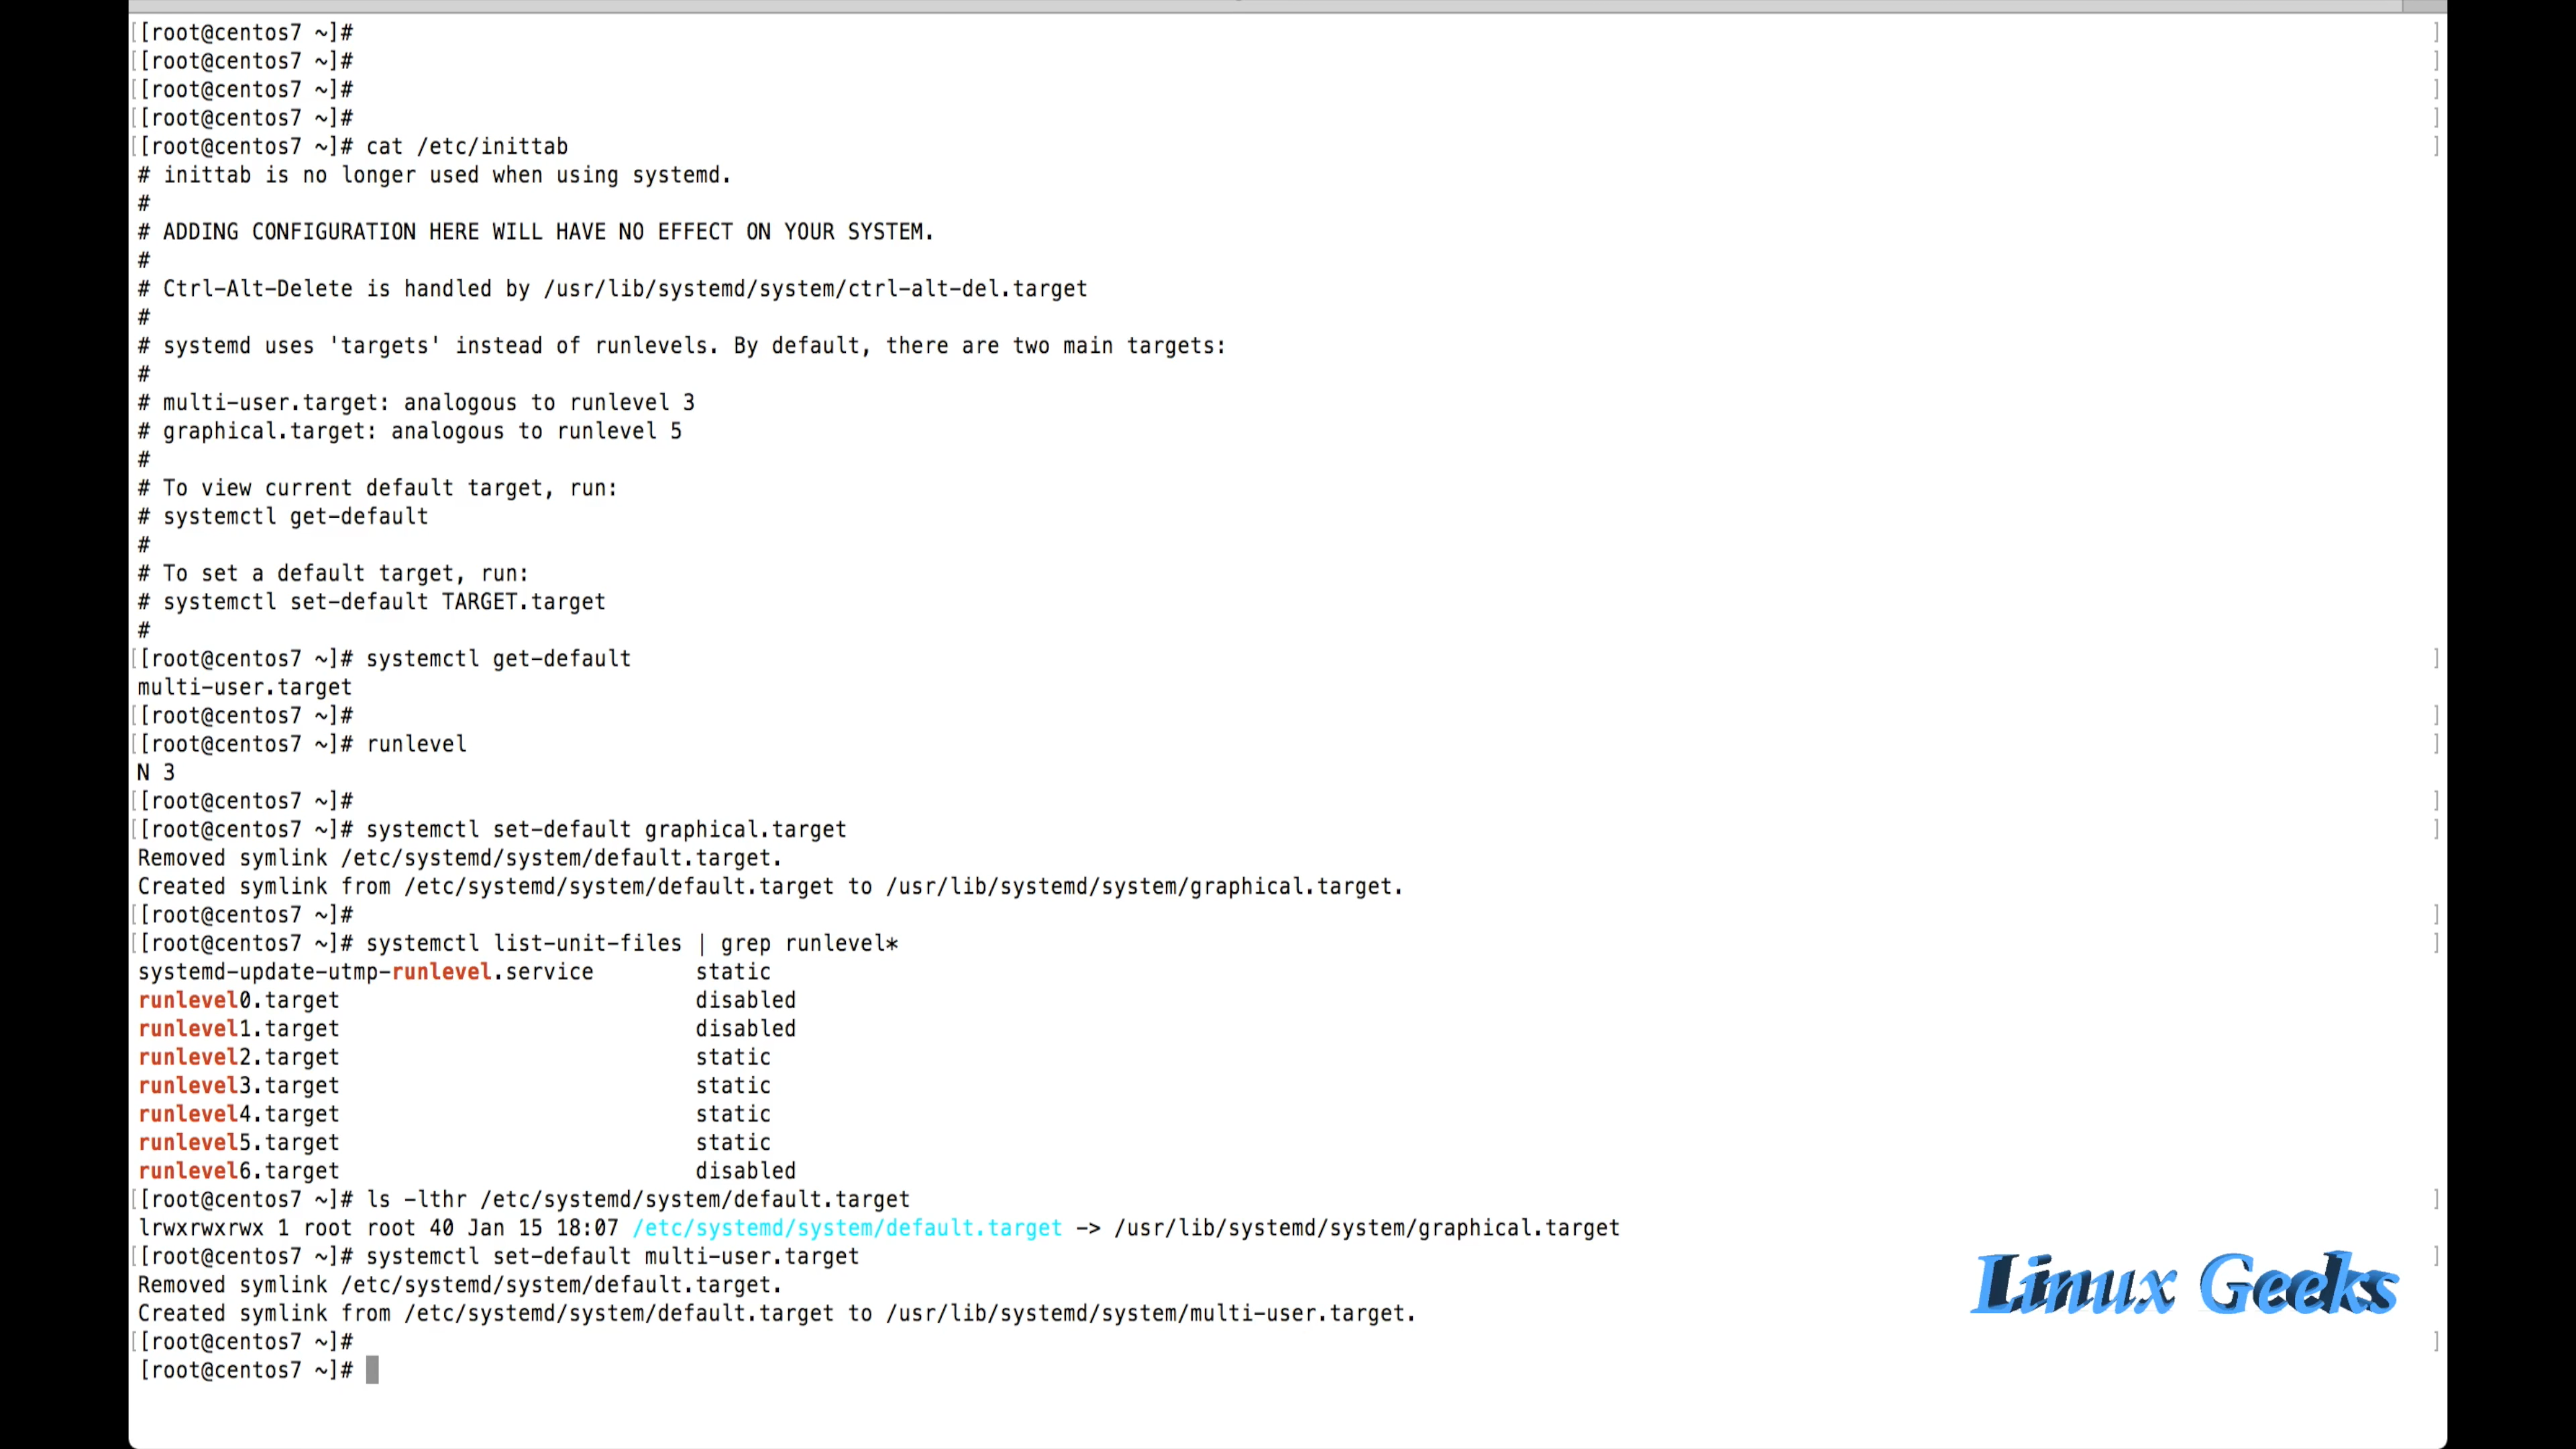 [root@centos7 ~]#
[root@centos7 ~]#
[root@centos7 ~]#
[root@centos7 ~]#
[root@centos7 ~]# cat /etc/inittab
# inittab is no longer used when using systemd.
#
# ADDING CONFIGURATION HERE WILL HAVE NO EFFECT ON YOUR SYSTEM.
#
# Ctrl-Alt-Delete is handled by /usr/lib/systemd/system/ctrl-alt-del.target
#
# systemd uses 'targets' instead of runlevels. By default, there are two main targets:
#
# multi-user.target: analogous to runlevel 3
# graphical.target: analogous to runlevel 5
#
# To view current default target, run:
# systemctl get-default
#
# To set a default target, run:
# systemctl set-default TARGET.target
#
[root@centos7 ~]# systemctl get-default
multi-user.target
[root@centos7 ~]#
[root@centos7 ~]# runlevel
N 3
[root@centos7 ~]#
[root@centos7 ~]# systemctl set-default graphical.target
Removed symlink /etc/systemd/system/default.target.
Created symlink from /etc/systemd/system/default.target to /usr/lib/systemd/system/graphical.target.
[root@centos7 ~]#
[root@centos7 ~]# systemctl list-unit-files | grep runlevel*
systemd-update-utmp-runlevel.service static
runlevel0.target disabled
runlevel1.target disabled
runlevel2.target static
runlevel3.target static
runlevel4.target static
runlevel5.target static
runlevel6.target disabled
[root@centos7 ~]# ls -lthr /etc/systemd/system/default.target
lrwxrwxrwx 1 root root 40 Jan 15 18:07 /etc/systemd/system/default.target -> /usr/lib/systemd/system/graphical.target
[root@centos7 ~]# systemctl set-default multi-user.target
Removed symlink /etc/systemd/system/default.target.
Created symlink from /etc/systemd/system/default.target to /usr/lib/systemd/system/multi-user.target.
[root@centos7 ~]#
[root@centos7 ~]#
Linux Geeks